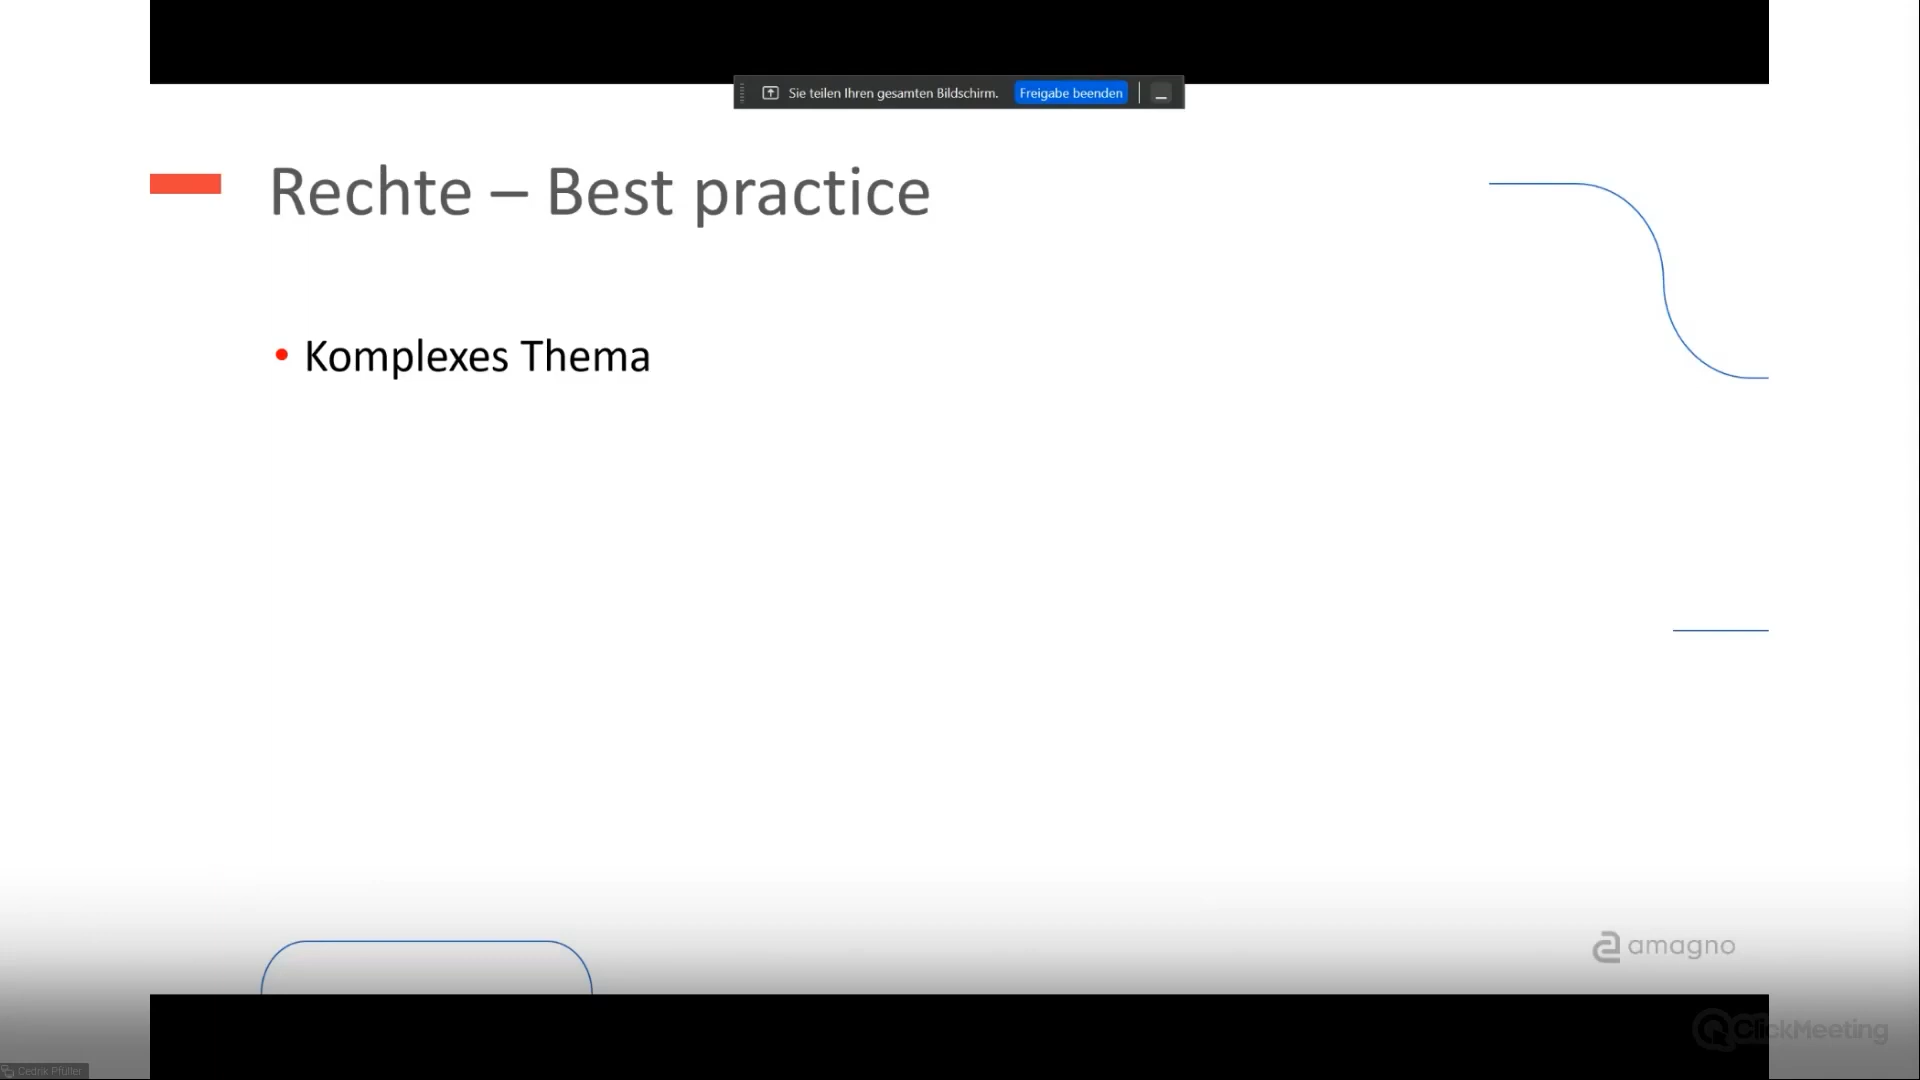 Sie teilen Ihren gesamten Bildschirm. Freigabe beenden
Rechte – Best practice
• Komplexes Thema
amagno
ClickMeeting
Cedrik Pfuller